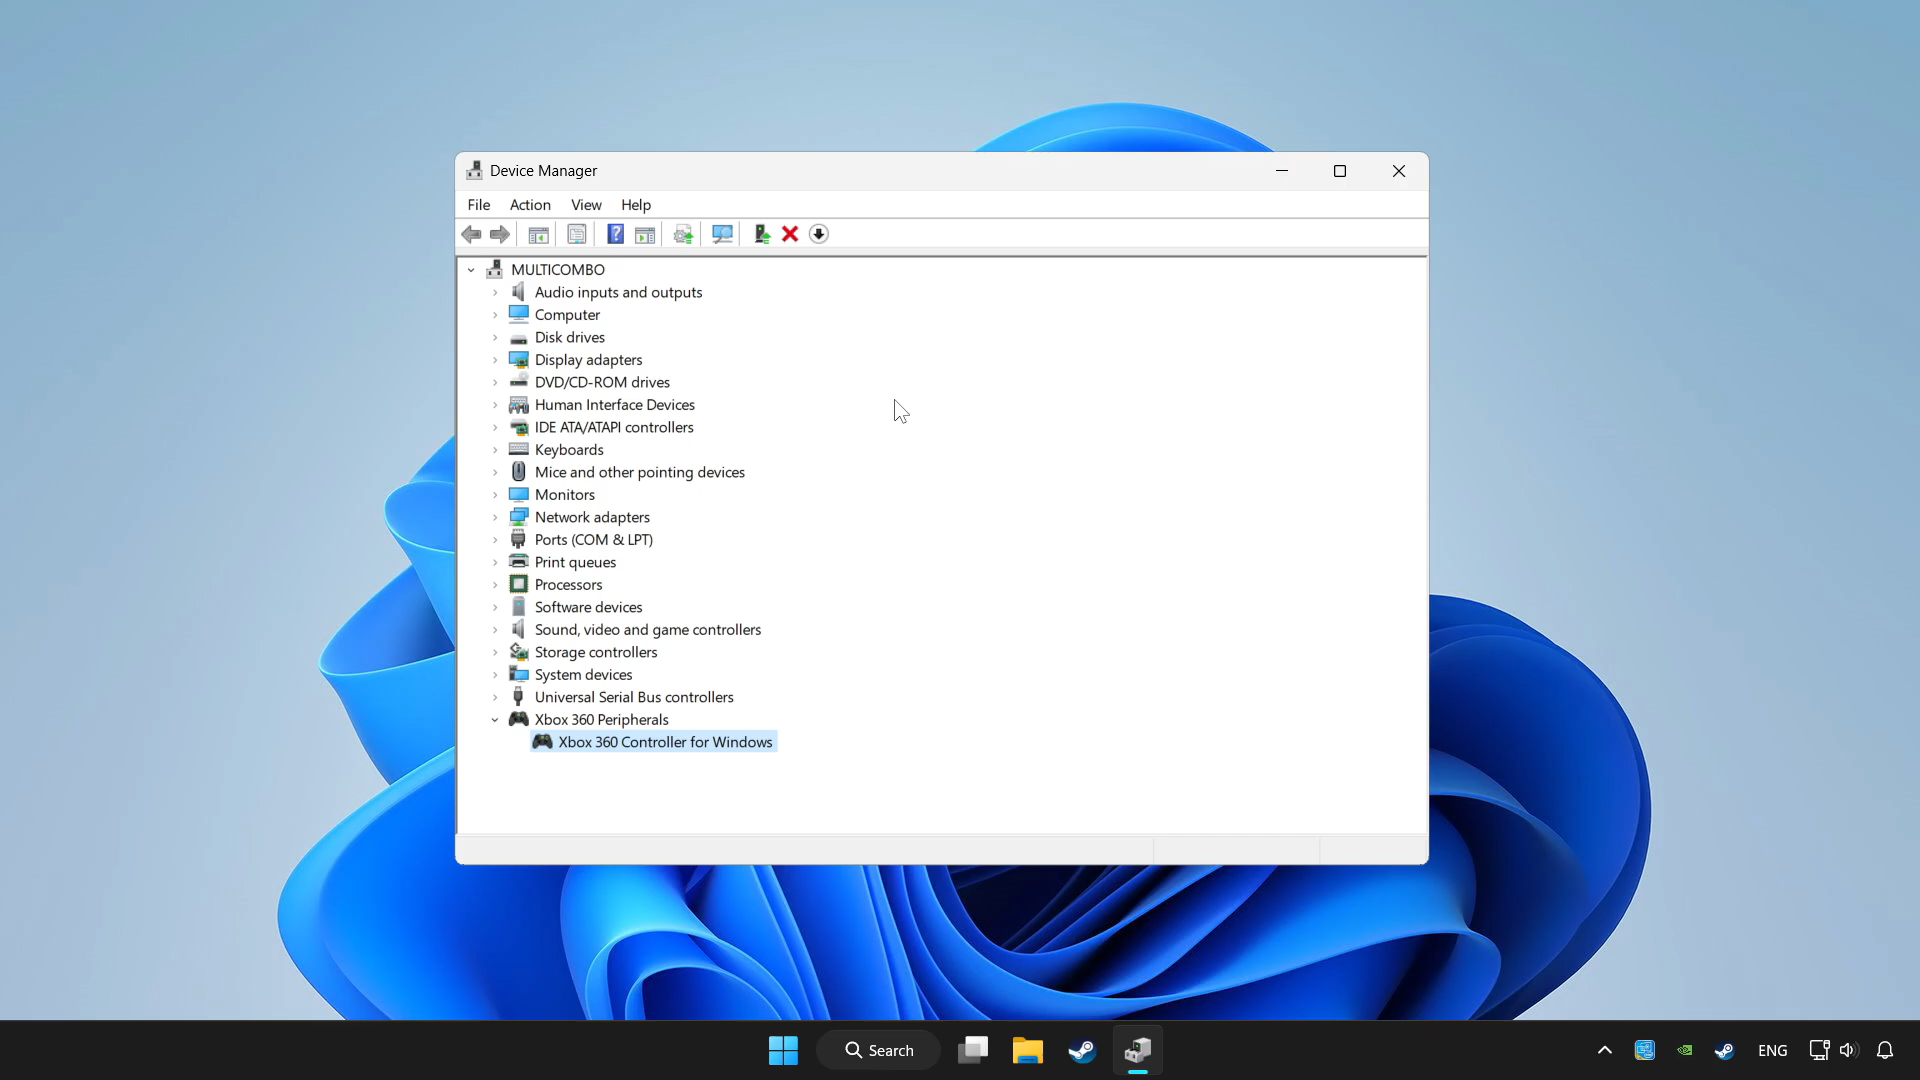 Device Manager
File Action View Help
MULTICOMBO
Audio inputs and outputs
Computer
Disk drives
Display adapters
DVD/CD-ROM drives
Human Interface Devices
IDE ATA/ATAPI controllers
Keyboards
Mice and other pointing devices
Monitors
Network adapters
Ports (COM & LPT)
Print queues
Processors
Software devices
Sound, video and game controllers
Storage controllers
System devices
Universal Serial Bus controllers
Xbox 360 Peripherals
Xbox 360 Controller for Windows
Search
ENG